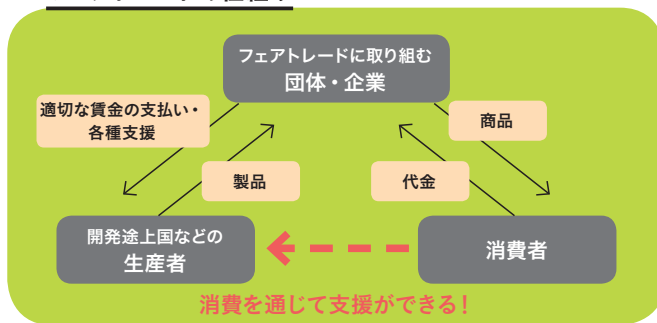 フェアトレードに取り組む
団体・企業
適切な賃金の支払い・
各種支援
商品
製品
代金
開発途上国などの
生産者
消費者
消費を通じて支援ができる！